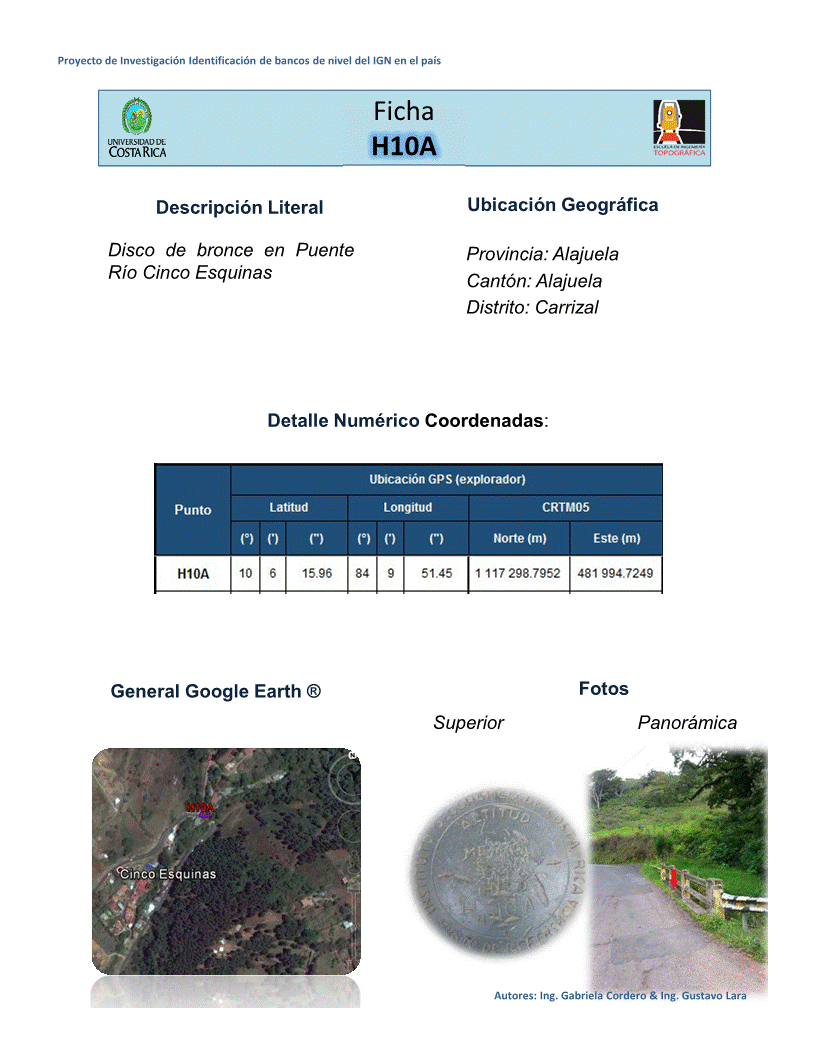 Proyecto de Investigación Identificación de bancos de nivel del IGN en el país
Ficha
H10A
UNIVERSIDAD DE
COSTA RICA
ESCUELA DE INGENIERÍA
TOPOGRÁFICA
Descripción Literal
Disco de bronce en Puente
Río Cinco Esquinas
Ubicación Geográfica
Provincia: Alajuela
Cantón: Alajuela
Distrito: Carrizal
Detalle Numérico Coordenadas:
Punto
Ubicación GPS (explorador)
Latitud Longitud CRTM05
(°) (') (") (°) (') (") Norte (m) Este (m)
H10A 10 6 15.96 84 9 51.45 1 117 298.7952 481 994.7249
General Google Earth ®
Fotos
Superior Panorámica
N
H10A
Cinco Esquinas
ALTITUD
COSTA RICA
Autores: Ing. Gabriela Cordero & Ing. Gustavo Lara